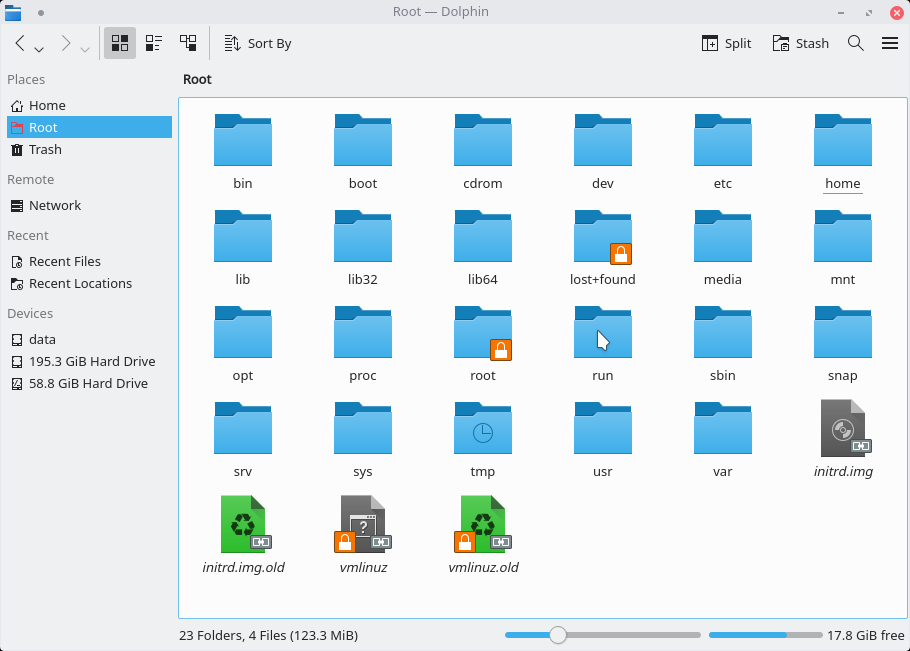 Root — Dolphin
Sort By
Split
Stash
Places
Home
Root
Trash
Remote
Network
Recent
Recent Files
Recent Locations
Devices
data
195.3 GiB Hard Drive
58.8 GiB Hard Drive
Root
bin boot cdrom dev etc home
lib lib32 lib64 lost+found media mnt
opt proc root run sbin snap
srv sys tmp usr var initrd.img
?
initrd.img.old vmlinuz vmlinuz.old
23 Folders, 4 Files (123.3 MiB)
17.8 GiB free